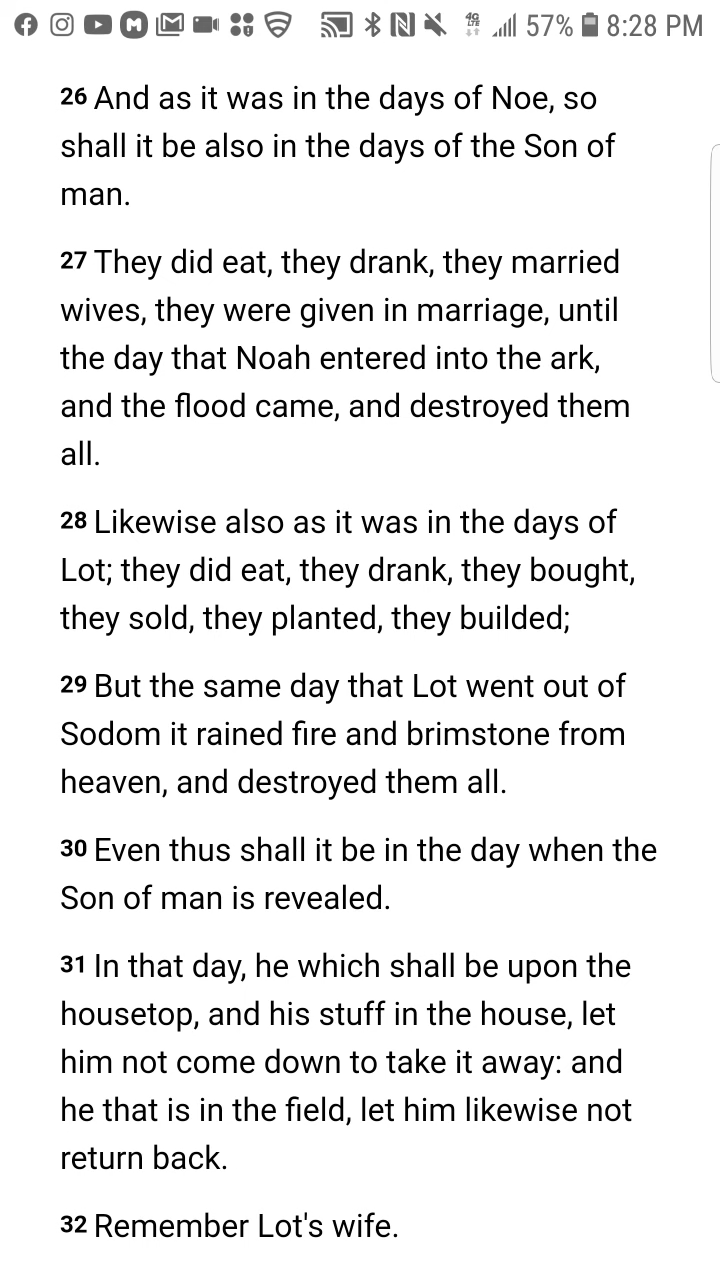 57% 8:28 PM
26 And as it was in the days of Noe, so
shall it be also in the days of the Son of
man.
27 They did eat, they drank, they married
wives, they were given in marriage, until
the day that Noah entered into the ark,
and the flood came, and destroyed them
all.
28 Likewise also as it was in the days of
Lot; they did eat, they drank, they bought,
they sold, they planted, they builded;
29 But the same day that Lot went out of
Sodom it rained fire and brimstone from
heaven, and destroyed them all.
30 Even thus shall it be in the day when the
Son of man is revealed.
31 In that day, he which shall be upon the
housetop, and his stuff in the house, let
him not come down to take it away: and
he that is in the field, let him likewise not
return back.
32 Remember Lot's wife.